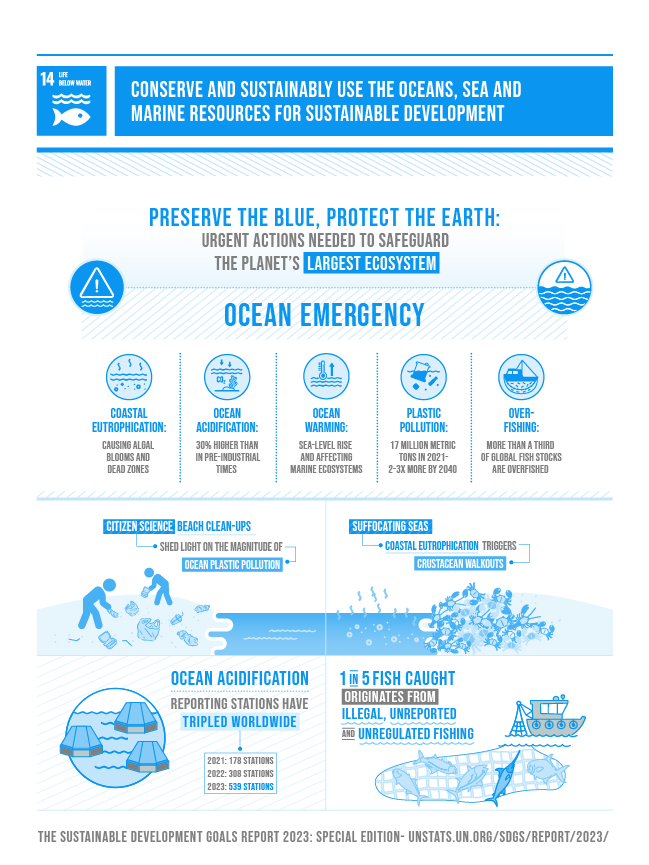 14 LIFE
BELOW WATER
CONSERVE AND SUSTAINABLY USE THE OCEANS, SEA AND
MARINE RESOURCES FOR SUSTAINABLE DEVELOPMENT
PRESERVE THE BLUE, PROTECT THE EARTH:
URGENT ACTIONS NEEDED TO SAFEGUARD
THE PLANET'S LARGEST ECOSYSTEM
OCEAN EMERGENCY
COASTAL
EUTROPHICATION:
CAUSING ALGAL
BLOOMS AND
DEAD ZONES
OCEAN
ACIDIFICATION:
30% HIGHER THAN
IN PRE-INDUSTRIAL
TIMES
OCEAN
WARMING:
SEA-LEVEL RISE
AND AFFECTING
MARINE ECOSYSTEMS
PLASTIC
POLLUTION:
17 MILLION METRIC
TONS IN 2021-
2-3X MORE BY 2040
OVER-
FISHING:
MORE THAN A THIRD
OF GLOBAL FISH STOCKS
ARE OVERFISHED
CITIZEN SCIENCE BEACH CLEAN-UPS
SHED LIGHT ON THE MAGNITUDE OF
OCEAN PLASTIC POLLUTION
SUFFOCATING SEAS
COASTAL EUTROPHICATION TRIGGERS
CRUSTACEAN WALKOUTS
OCEAN ACIDIFICATION
REPORTING STATIONS HAVE
TRIPLED WORLDWIDE
2021: 178 STATIONS
2022: 308 STATIONS
2023: 539 STATIONS
1 IN 5 FISH CAUGHT
ORIGINATES FROM
ILLEGAL, UNREPORTED
AND UNREGULATED FISHING
THE SUSTAINABLE DEVELOPMENT GOALS REPORT 2023: SPECIAL EDITION- UNSTATS.UN.ORG/SDGS/REPORT/2023/